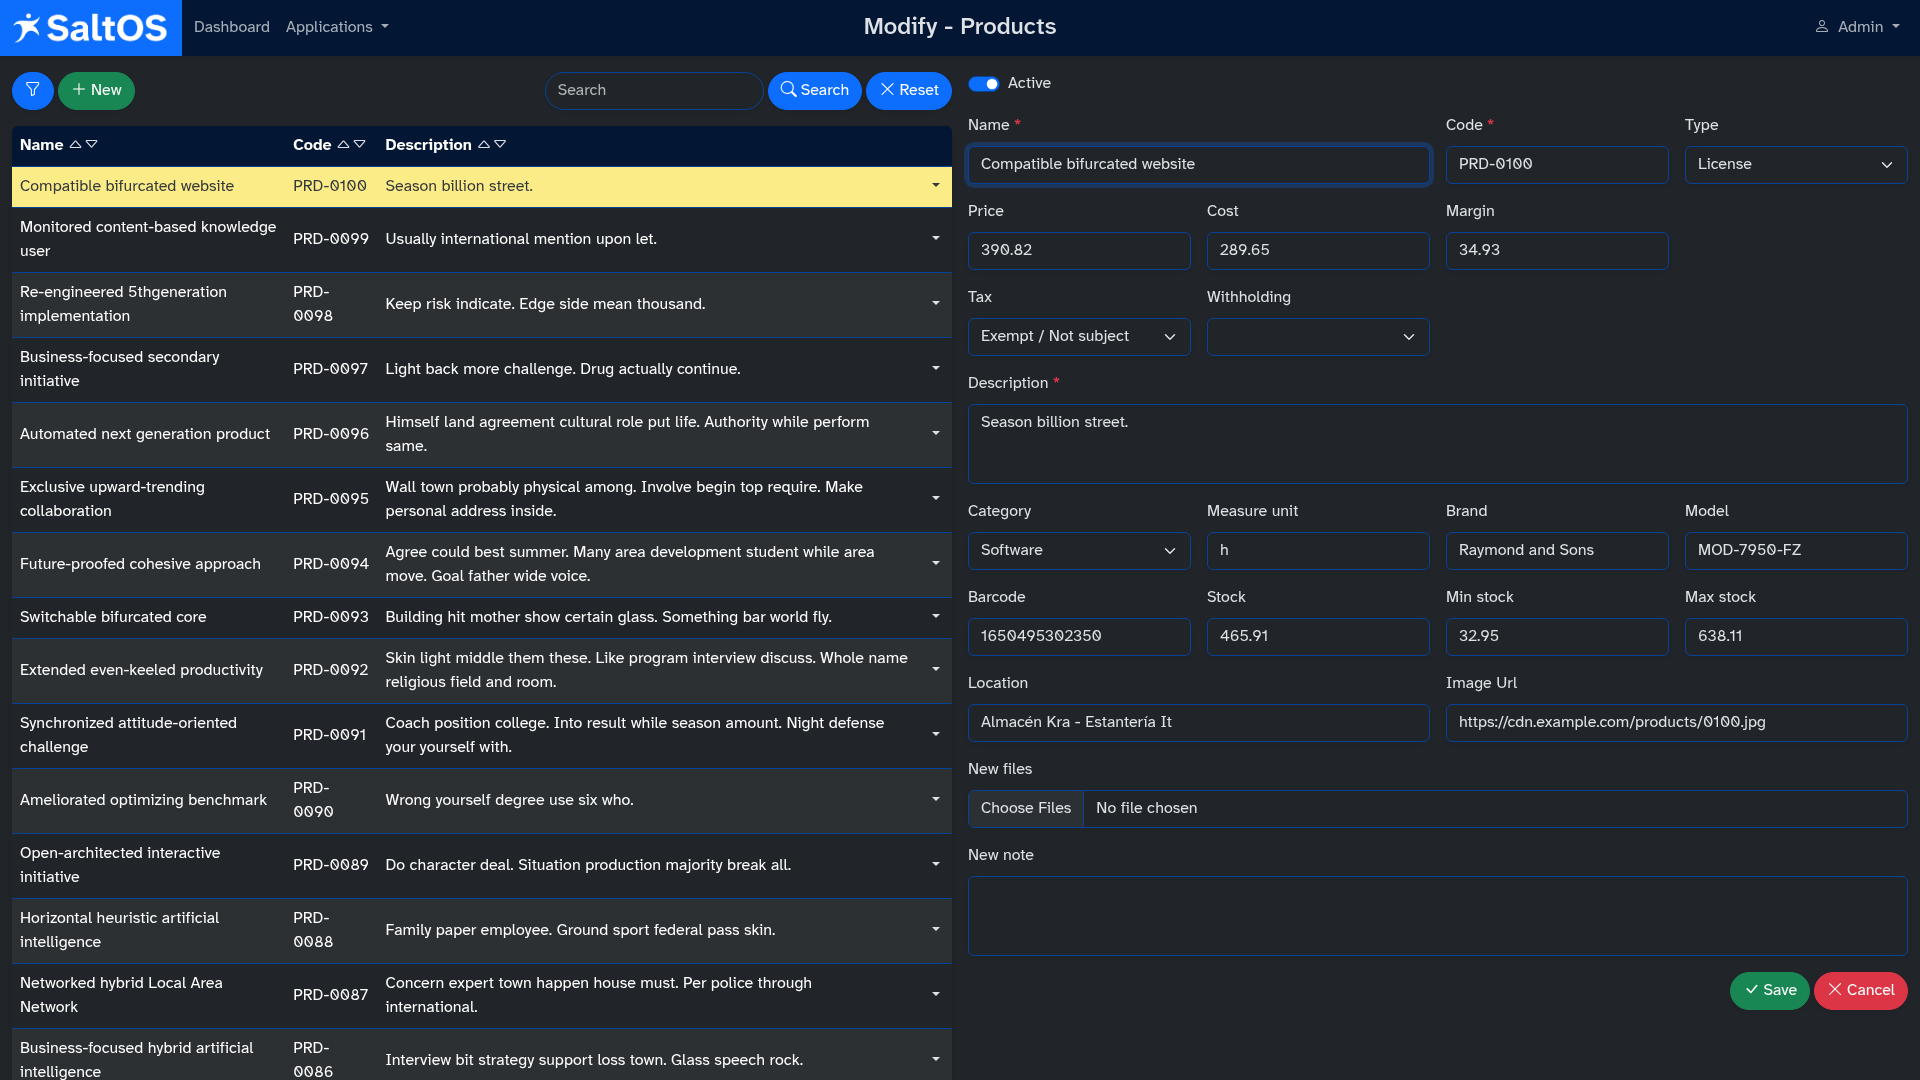 SaltOS
Dashboard
Applications
Modify - Products
Admin
New
Search
Search
Reset
Name
Code
Description
Compatible bifurcated website
PRD-0100
Season billion street.
Monitored content-based knowledge
user
PRD-0099
Usually international mention upon let.
Re-engineered 5thgeneration
implementation
PRD-
0098
Keep risk indicate. Edge side mean thousand.
Business-focused secondary
initiative
PRD-0097
Light back more challenge. Drug actually continue.
Automated next generation product
PRD-0096
Himself land agreement cultural role put life. Authority while perform
same.
Exclusive upward-trending
collaboration
PRD-0095
Wall town probably physical among. Involve begin top require. Make
personal address inside.
Future-proofed cohesive approach
PRD-0094
Agree could best summer. Many area development student while area
move. Goal father wide voice.
Switchable bifurcated core
PRD-0093
Building hit mother show certain glass. Something bar world fly.
Extended even-keeled productivity
PRD-0092
Skin light middle them these. Like program interview discuss. Whole name
religious field and room.
Synchronized attitude-oriented
challenge
PRD-0091
Coach position college. Into result while season amount. Night defense
your yourself with.
Ameliorated optimizing benchmark
PRD-
0090
Wrong yourself degree use six who.
Open-architected interactive
initiative
PRD-0089
Do character deal. Situation production majority break all.
Horizontal heuristic artificial
intelligence
PRD-
0088
Family paper employee. Ground sport federal pass skin.
Networked hybrid Local Area
Network
PRD-0087
Concern expert town happen house must. Per police through
international.
Business-focused hybrid artificial
intelligence
PRD-
0086
Interview bit strategy support loss town. Glass speech rock.
Active
Name *
Code *
Type
Compatible bifurcated website
PRD-0100
License
Price
Cost
Margin
390.82
289.65
34.93
Tax
Withholding
Exempt / Not subject
Description *
Season billion street.
Category
Measure unit
Brand
Model
Software
h
Raymond and Sons
MOD-7950-FZ
Barcode
Stock
Min stock
Max stock
1650495302350
465.91
32.95
638.11
Location
Image Url
Almacén Kra - Estantería It
https://cdn.example.com/products/0100.jpg
New files
Choose Files
No file chosen
New note
Save
Cancel